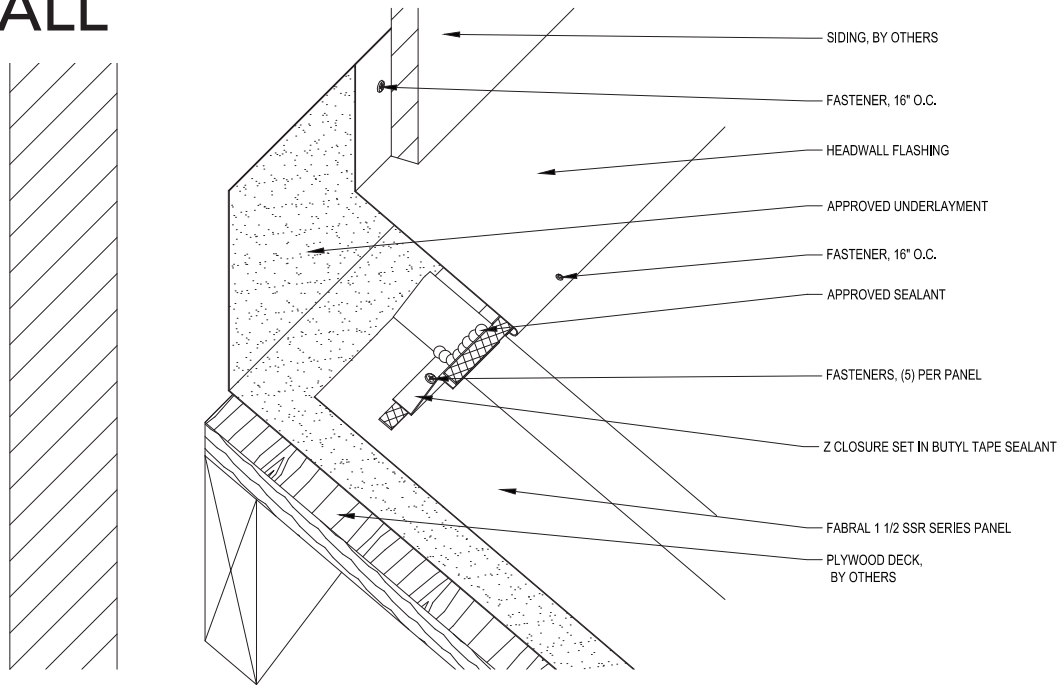 ALL
SIDING, BY OTHERS
FASTENER, 16" O.C.
HEADWALL FLASHING
APPROVED UNDERLAYMENT
FASTENER, 16" O.C.
APPROVED SEALANT
FASTENERS, (5) PER PANEL
Z CLOSURE SET IN BUTYL TAPE SEALANT
FABRAL 1 1/2 SSR SERIES PANEL
PLYWOOD DECK,
BY OTHERS